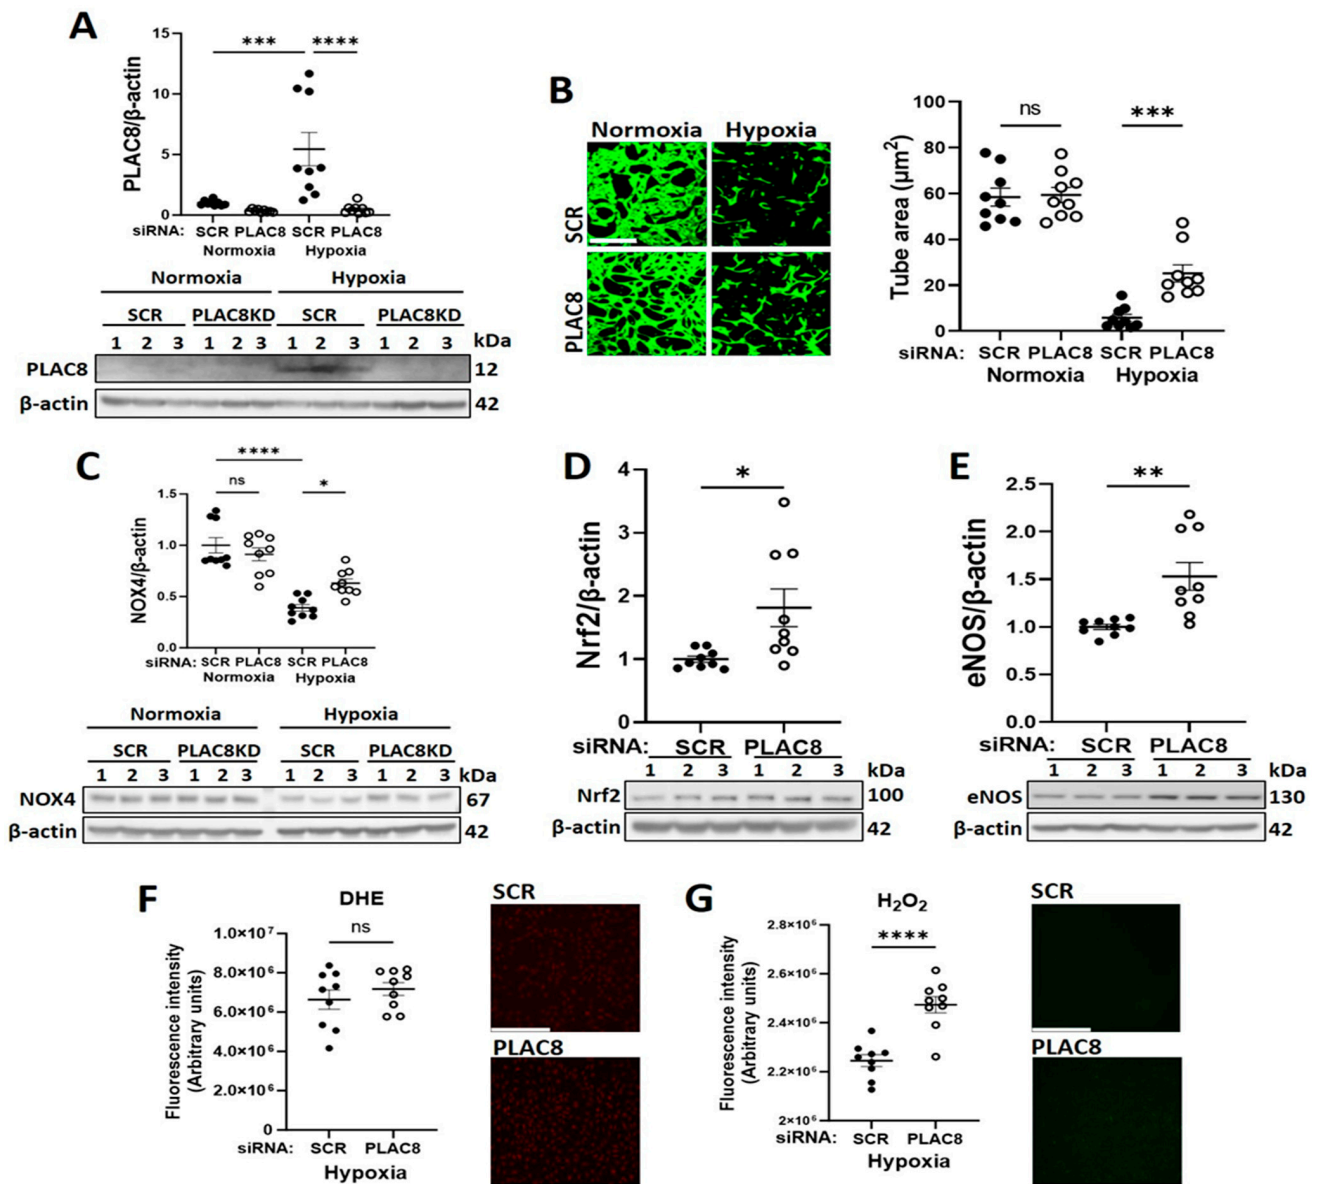 A
15
10
5
0
PLAC8/β-actin
*** ****
siRNA: SCR PLAC8 SCR PLAC8
Normoxia Hypoxia
Normoxia Hypoxia
SCR PLAC8KD SCR PLAC8KD
1 2 3 1 2 3 1 2 3 1 2 3 kDa
PLAC8 12
β-actin 42
B
Normoxia Hypoxia
SCR
PLAC8
100
80
60
40
20
0
Tube area (µm²)
ns ***
siRNA: SCR PLAC8 SCR PLAC8
Normoxia Hypoxia
C
****
ns *
1.5
1.0
0.5
0.0
NOX4/β-actin
siRNA: SCR PLAC8 SCR PLAC8
Normoxia Hypoxia
Normoxia Hypoxia
SCR PLAC8KD SCR PLAC8KD
1 2 3 1 2 3 1 2 3 1 2 3 kDa
NOX4 67
β-actin 42
D
4
3
2
1
0
Nrf2/β-actin
*
siRNA: SCR PLAC8
1 2 3 1 2 3 kDa
Nrf2 100
β-actin 42
E
2.5
2.0
1.5
1.0
0.5
0.0
eNOS/β-actin
**
siRNA: SCR PLAC8
1 2 3 1 2 3 kDa
eNOS 130
β-actin 42
F
DHE
ns
1.0×10⁷
8.0×10⁶
6.0×10⁶
4.0×10⁶
2.0×10⁶
0
Fluorescence intensity
(Arbitrary units)
siRNA: SCR PLAC8
Hypoxia
SCR
PLAC8
G
H₂O₂
****
2.8×10⁶
2.6×10⁶
2.4×10⁶
2.2×10⁶
2×10⁶
Fluorescence intensity
(Arbitrary units)
siRNA: SCR PLAC8
Hypoxia
SCR
PLAC8